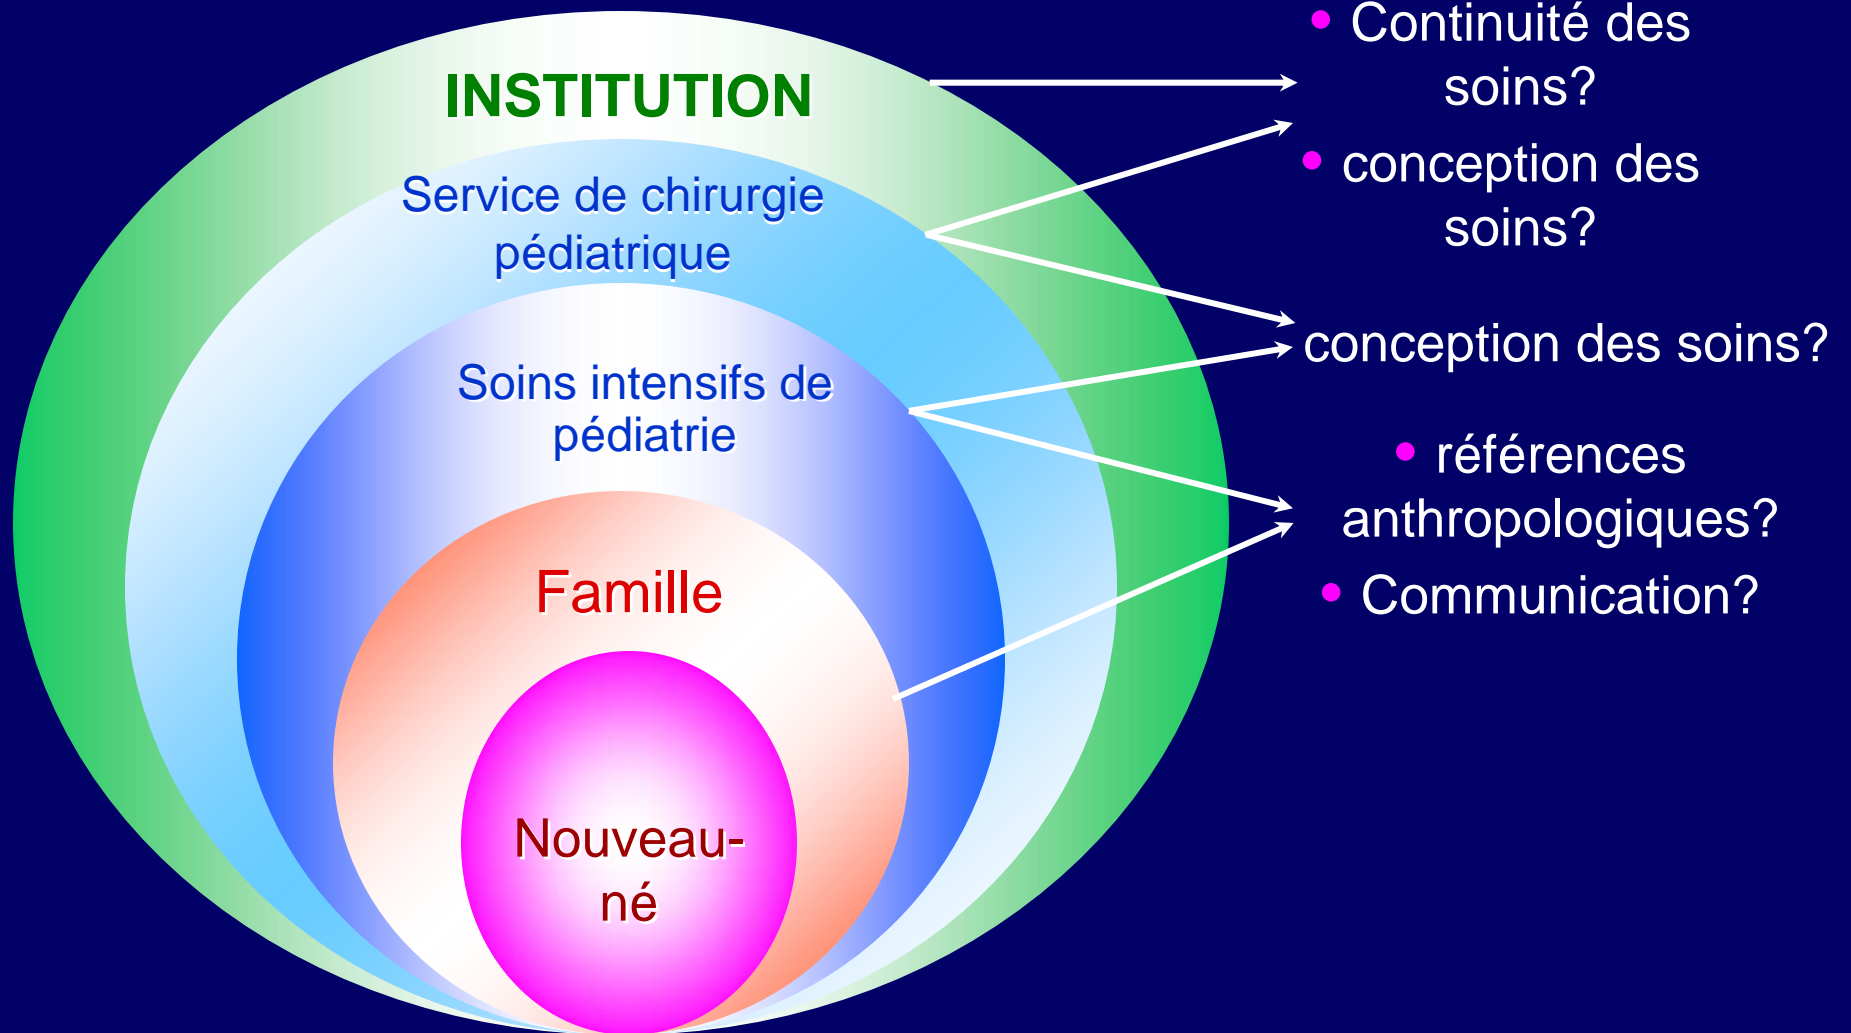 INSTITUTION
Service de chirurgie
pédiatrique
Soins intensifs de
pédiatrie
Famille
Nouveau-
né
• Continuité des
soins?
• conception des
soins?
conception des soins?
• références
anthropologiques?
• Communication?